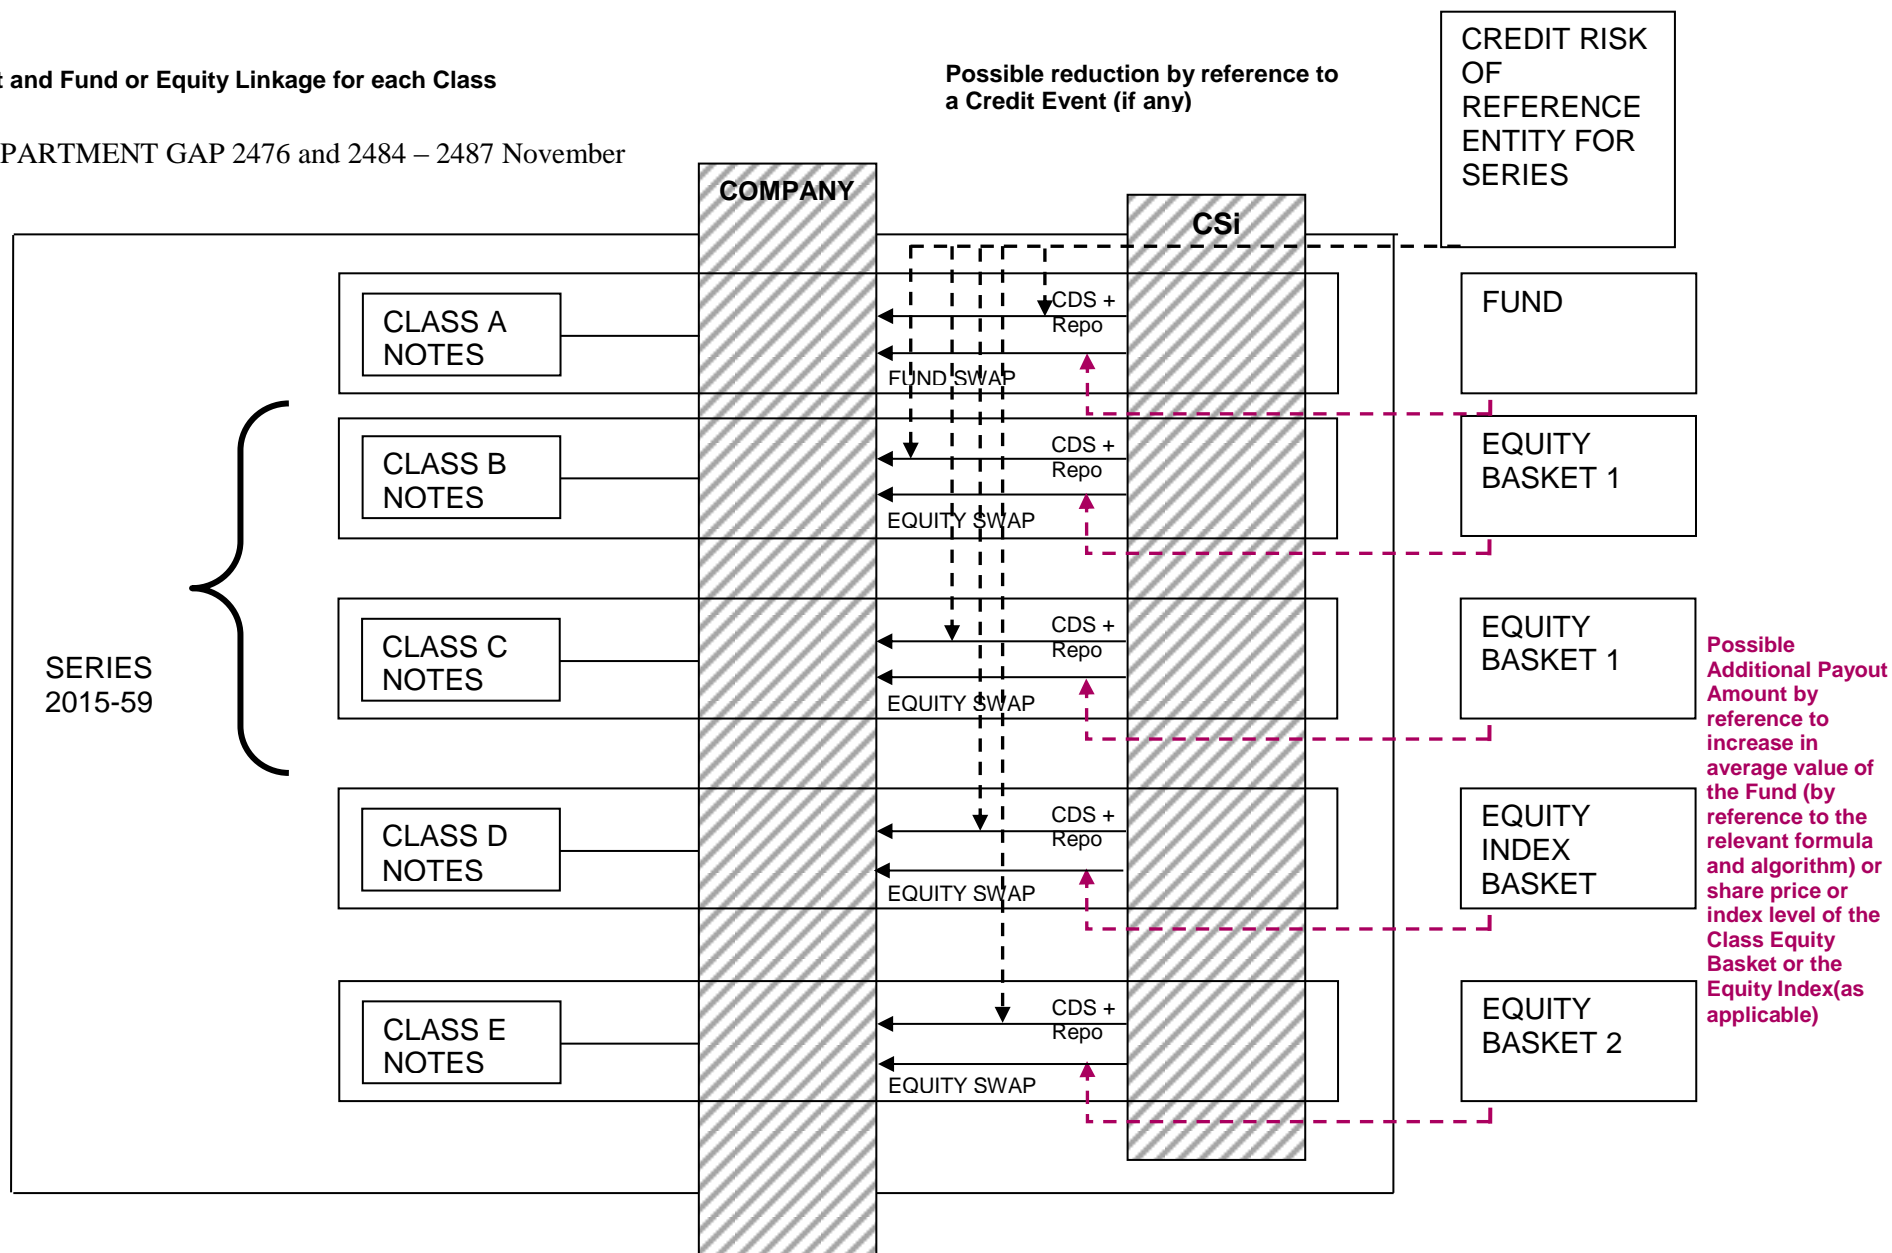 t and Fund or Equity Linkage for each Class
Possible reduction by reference to
a Credit Event (if any)
CREDIT RISK
OF
REFERENCE
ENTITY FOR
SERIES
PARTMENT GAP 2476 and 2484 – 2487 November
COMPANY
CSi
CLASS A
NOTES
CDS +
Repo
FUND SWAP
FUND
CLASS B
NOTES
CDS +
Repo
EQUITY SWAP
EQUITY
BASKET 1
SERIES
2015-59
CLASS C
NOTES
CDS +
Repo
EQUITY SWAP
EQUITY
BASKET 1
Possible
Additional Payout
Amount by
reference to
increase in
average value of
the Fund (by
reference to the
relevant formula
and algorithm) or
share price or
index level of the
Class Equity
Basket or the
Equity Index(as
applicable)
CLASS D
NOTES
CDS +
Repo
EQUITY SWAP
EQUITY
INDEX
BASKET
CLASS E
NOTES
CDS +
Repo
EQUITY SWAP
EQUITY
BASKET 2